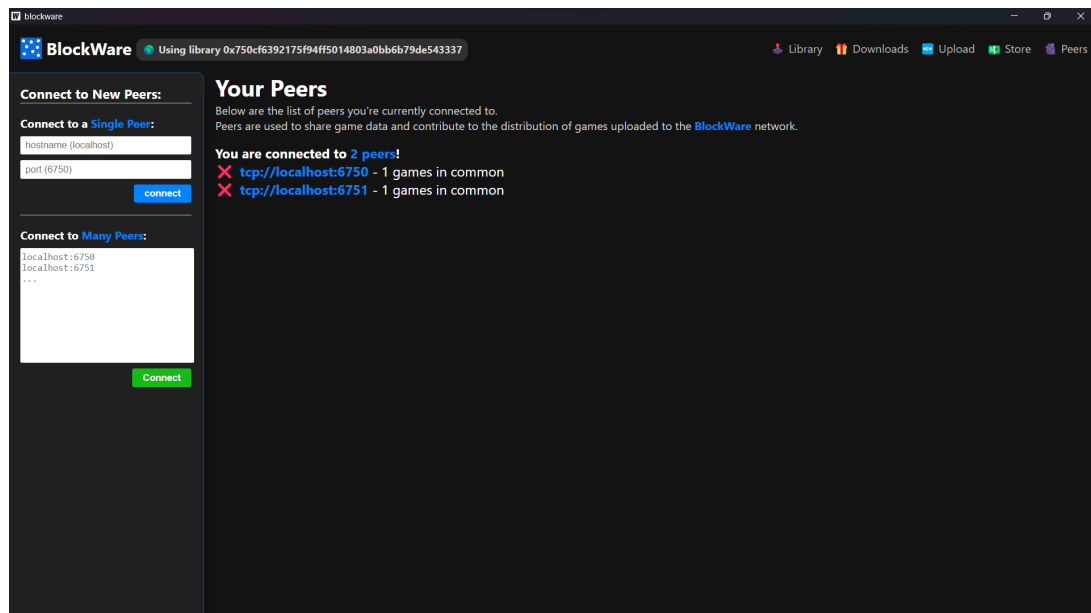 blockware
BlockWare
Using library 0x750cf6392175f94ff5014803a0bb6b79de543337
Library
Downloads
Upload
Store
Peers
Connect to New Peers:
Connect to a Single Peer:
hostname (localhost)
port (6750)
connect
Connect to Many Peers:
localhost:6750
localhost:6751
...
Connect
Your Peers
Below are the list of peers you're currently connected to.
Peers are used to share game data and contribute to the distribution of games uploaded to the BlockWare network.
You are connected to 2 peers!
tcp://localhost:6750 - 1 games in common
tcp://localhost:6751 - 1 games in common